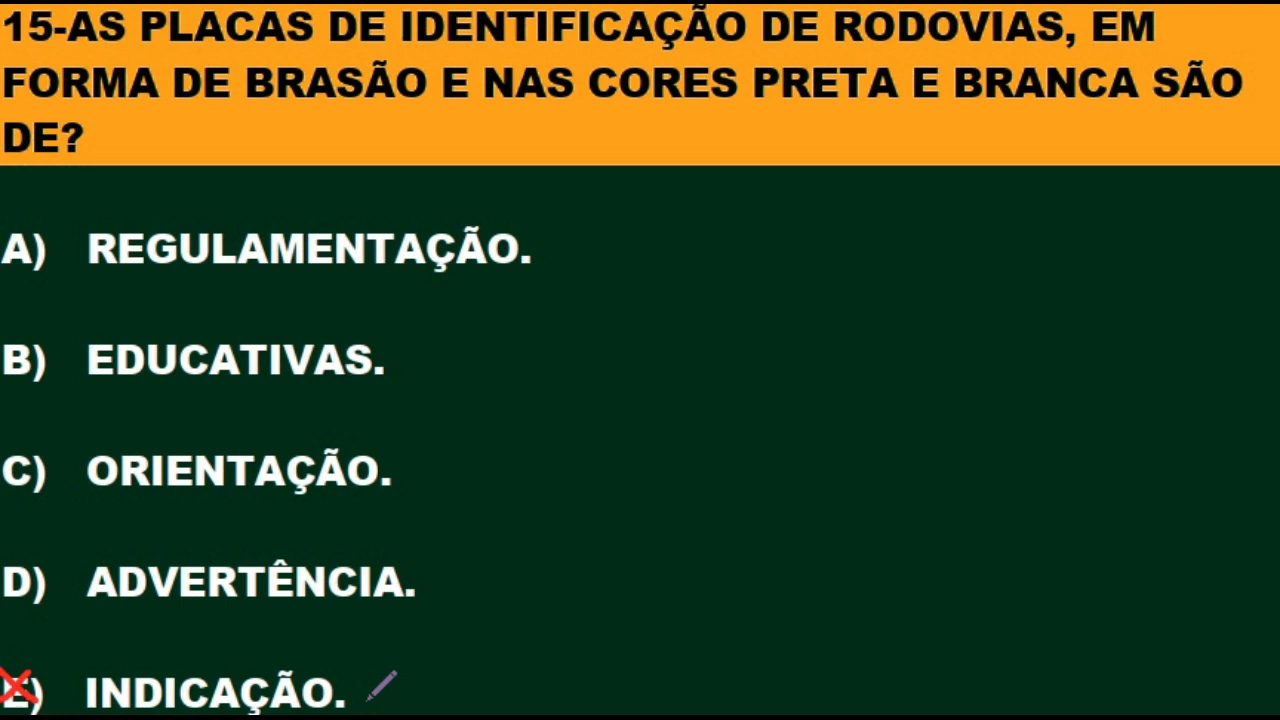 15-AS PLACAS DE IDENTIFICAÇÃO DE RODOVIAS, EM
FORMA DE BRASÃO E NAS CORES PRETA E BRANCA SÃO
DE?
A) REGULAMENTAÇÃO.
B) EDUCATIVAS.
C) ORIENTAÇÃO.
D) ADVERTÊNCIA.
E) INDICAÇÃO.